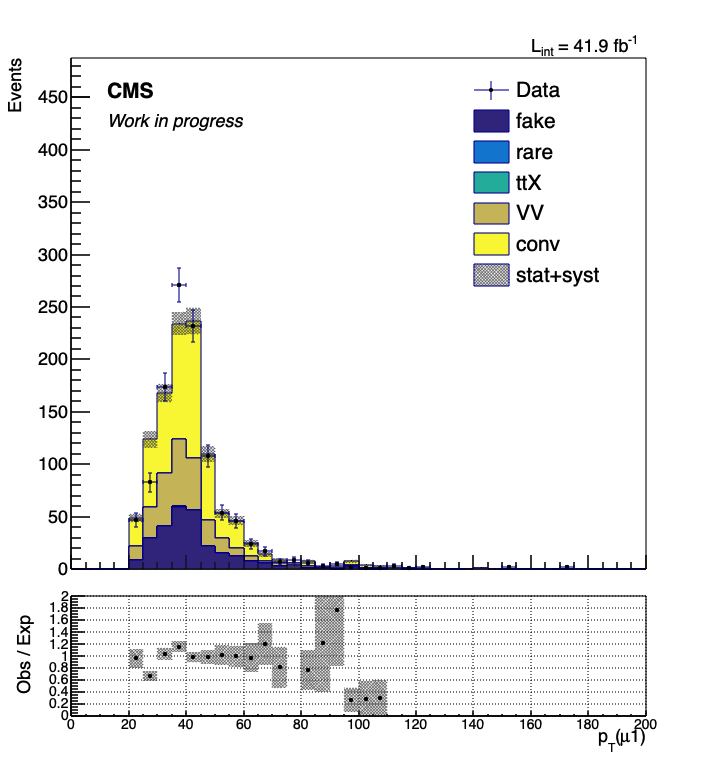 L_int = 41.9 fb^-1
Events
CMS
Work in progress
Data
fake
rare
ttX
VV
conv
stat+syst
450
400
350
300
250
200
150
100
50
0
Obs / Exp
2
1.8
1.6
1.4
1.2
1
0.8
0.6
0.4
0.2
0
0 20 40 60 80 100 120 140 160 180 200
p_T(μ1)